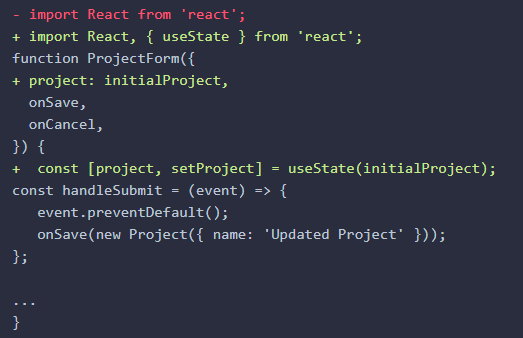 - import React from 'react';
+ import React, { useState } from 'react';
function ProjectForm({
+ project: initialProject,
  onSave,
  onCancel,
}) {
+  const [project, setProject] = useState(initialProject);
const handleSubmit = (event) => {
   event.preventDefault();
   onSave(new Project({ name: 'Updated Project' }));
};

...
}